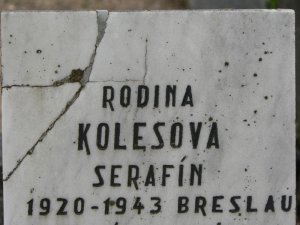 RODINA
KOLESOVA
SERAFÍN
1920-1943 BRESLAU